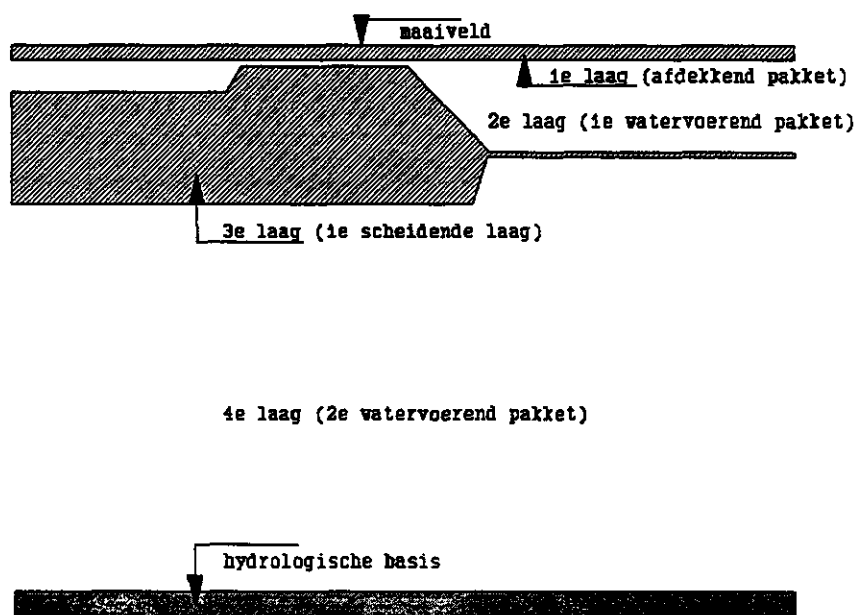 maaiveld
1e laag (afdekkend pakket)
2e laag (1e watervoerend pakket)
3e laag (1e scheidende laag)
4e laag (2e watervoerend pakket)
hydrologische basis